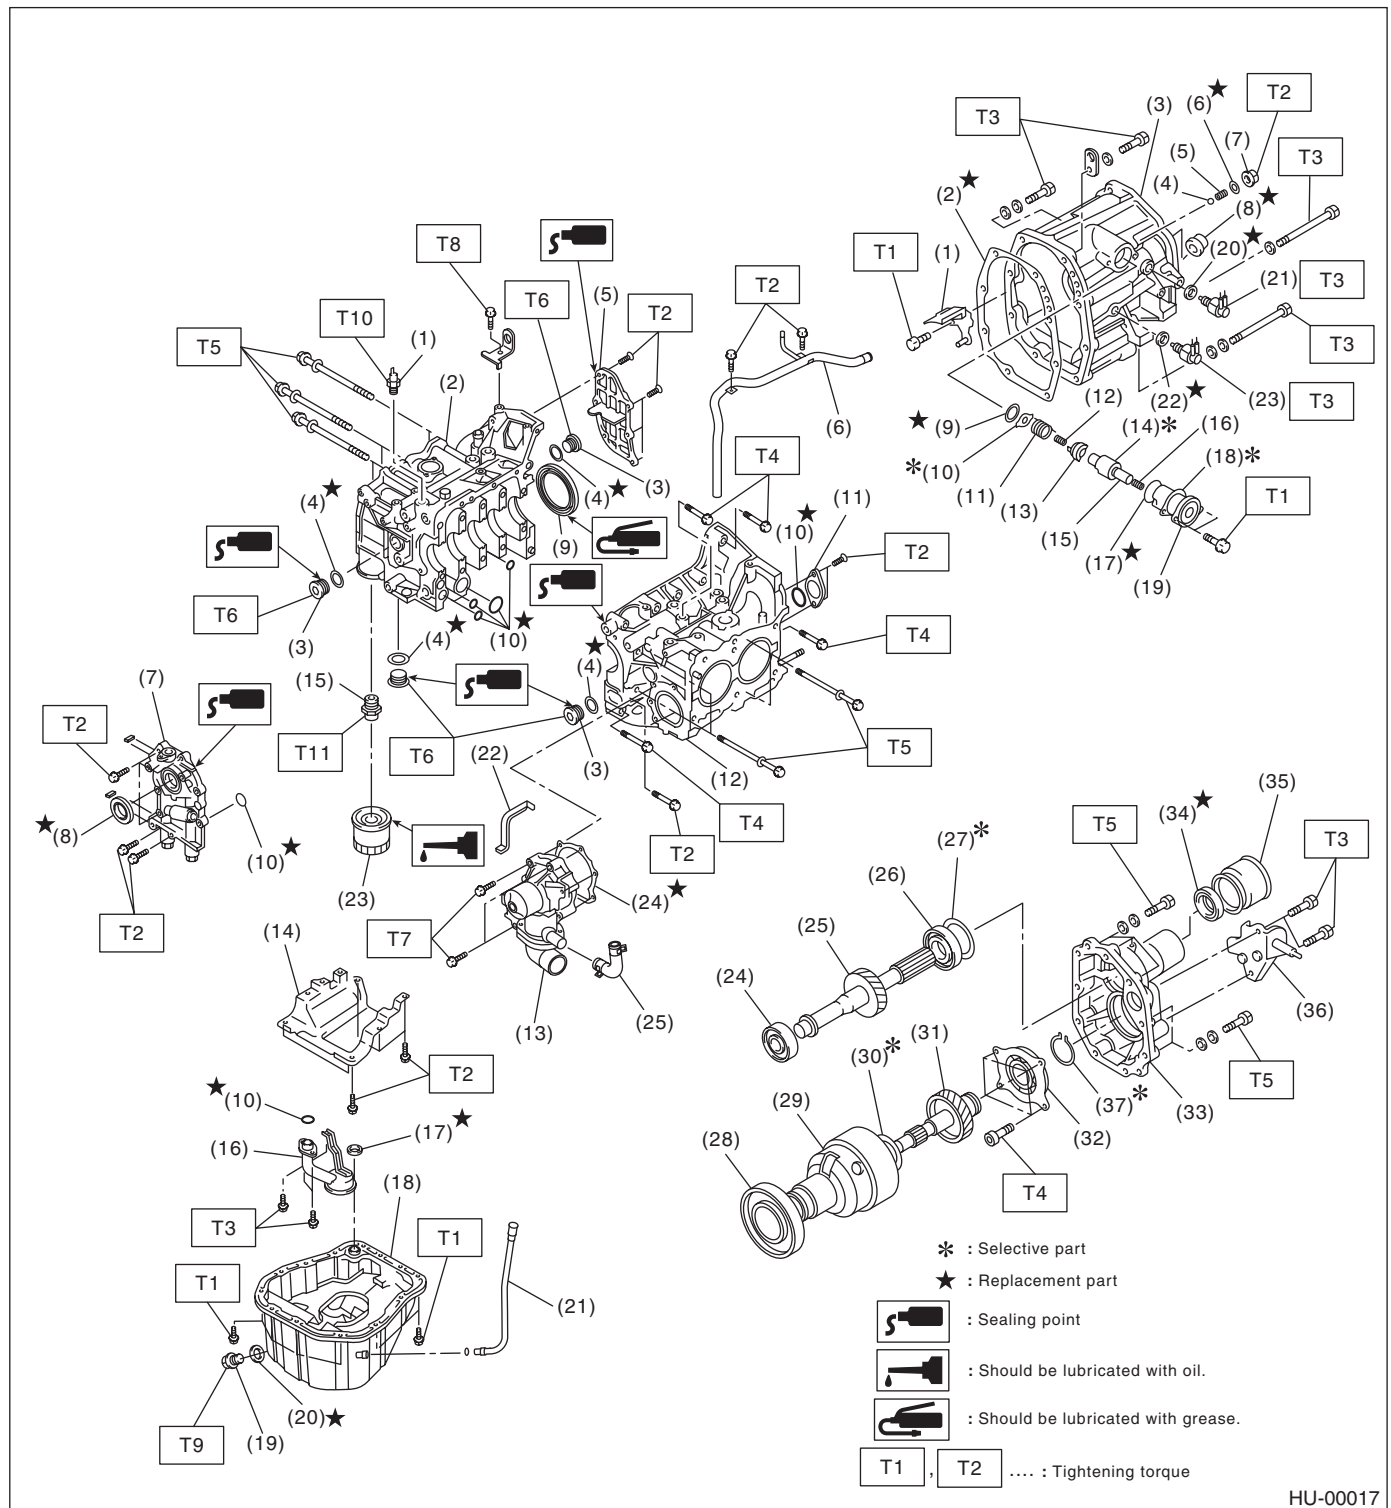 T3
(3)
(6)★
T2
(7)
(5)
T3
(4)
(2)★
(8)★
T8
T1
(1)
(20)★
T6
(5)
T2
T2
(21)
T3
T10
(1)
T5
(2)
(22)★
(23)
T3
T3
★(9)
(12)
(14)*
(16)
(6)
*(10)
(18)*
(11)
(13)
T4
T1
(4)★
(3)
(4)★
(15)
(17)★
(19)
(9)
(10)★
(11)
T2
T6
(3)
(10)★
(4)★
T4
(4)★
(7)
(15)
T2
T11
T6
(22)
(3)
(12)
T5
T4
T2
★(8)
(10)★
(23)
(24)★
(27)*
(26)
T5
(34)★
(35)
T3
T2
T7
(14)
(25)
(24)
(13)
(25)
(36)
T2
(30)*
(31)
T5
★(10)
(17)★
(29)
(37)*
(33)
(32)
(16)
(28)
(18)
T4
T3
T1
T1
(21)
* : Selective part
★ : Replacement part
: Sealing point
: Should be lubricated with oil.
(20)★
(19)
T9
: Should be lubricated with grease.
T1 , T2 .... : Tightening torque
HU-00017